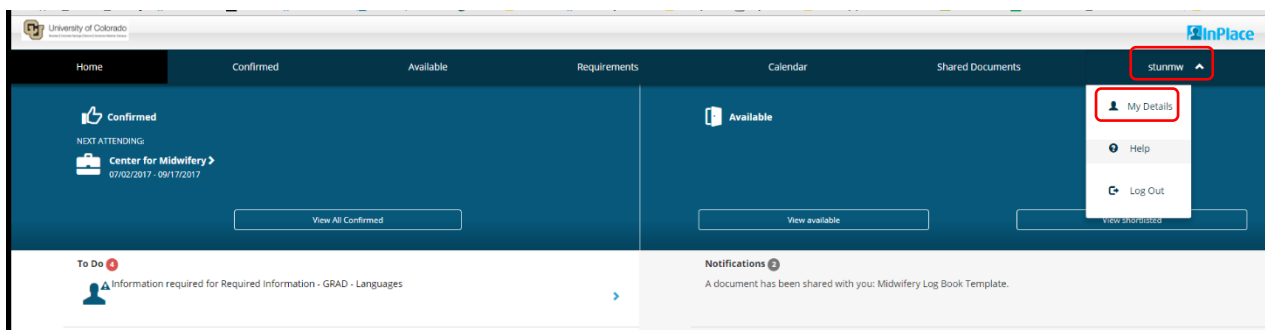 University of Colorado
InPlace
Home Confirmed Available Requirements Calendar Shared Documents stunmw
My Details
Help
Log Out
Confirmed
NEXT ATTENDING:
Center for Midwifery
07/02/2017 - 09/17/2017
View All Confirmed
Available
View available
View shortlisted
To Do 4
Information required for Required Information - GRAD - Languages
Notifications 2
A document has been shared with you: Midwifery Log Book Template.